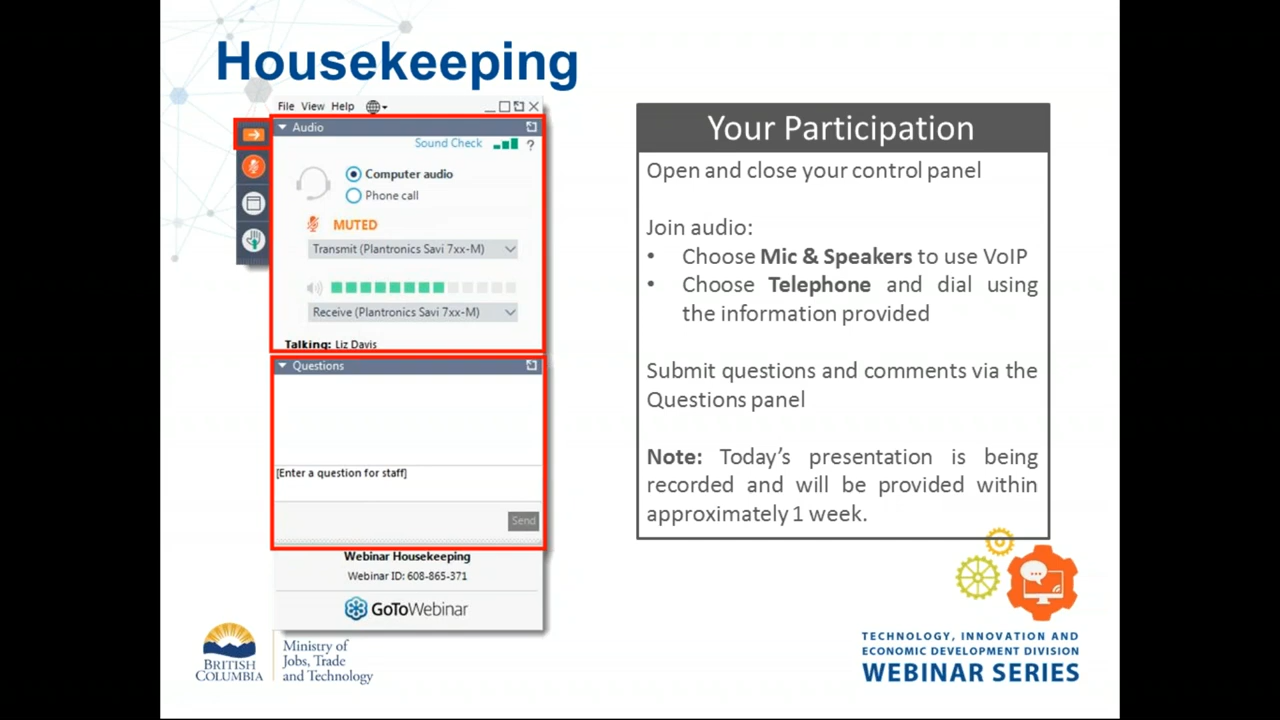 Housekeeping
File View Help
Audio
Sound Check ?
Computer audio
Phone call
MUTED
Transmit (Plantronics Savi 7xx-M)
Receive (Plantronics Savi 7xx-M)
Talking: Liz Davis
Questions
[Enter a question for staff]
Send
Webinar Housekeeping
Webinar ID: 608-865-371
GoToWebinar
Your Participation
Open and close your control panel
Join audio:
• Choose Mic & Speakers to use VoIP
• Choose Telephone and dial using
the information provided
Submit questions and comments via the
Questions panel
Note: Today's presentation is being
recorded and will be provided within
approximately 1 week.
BRITISH
COLUMBIA
Ministry of
Jobs, Trade
and Technology
TECHNOLOGY, INNOVATION AND
ECONOMIC DEVELOPMENT DIVISION
WEBINAR SERIES